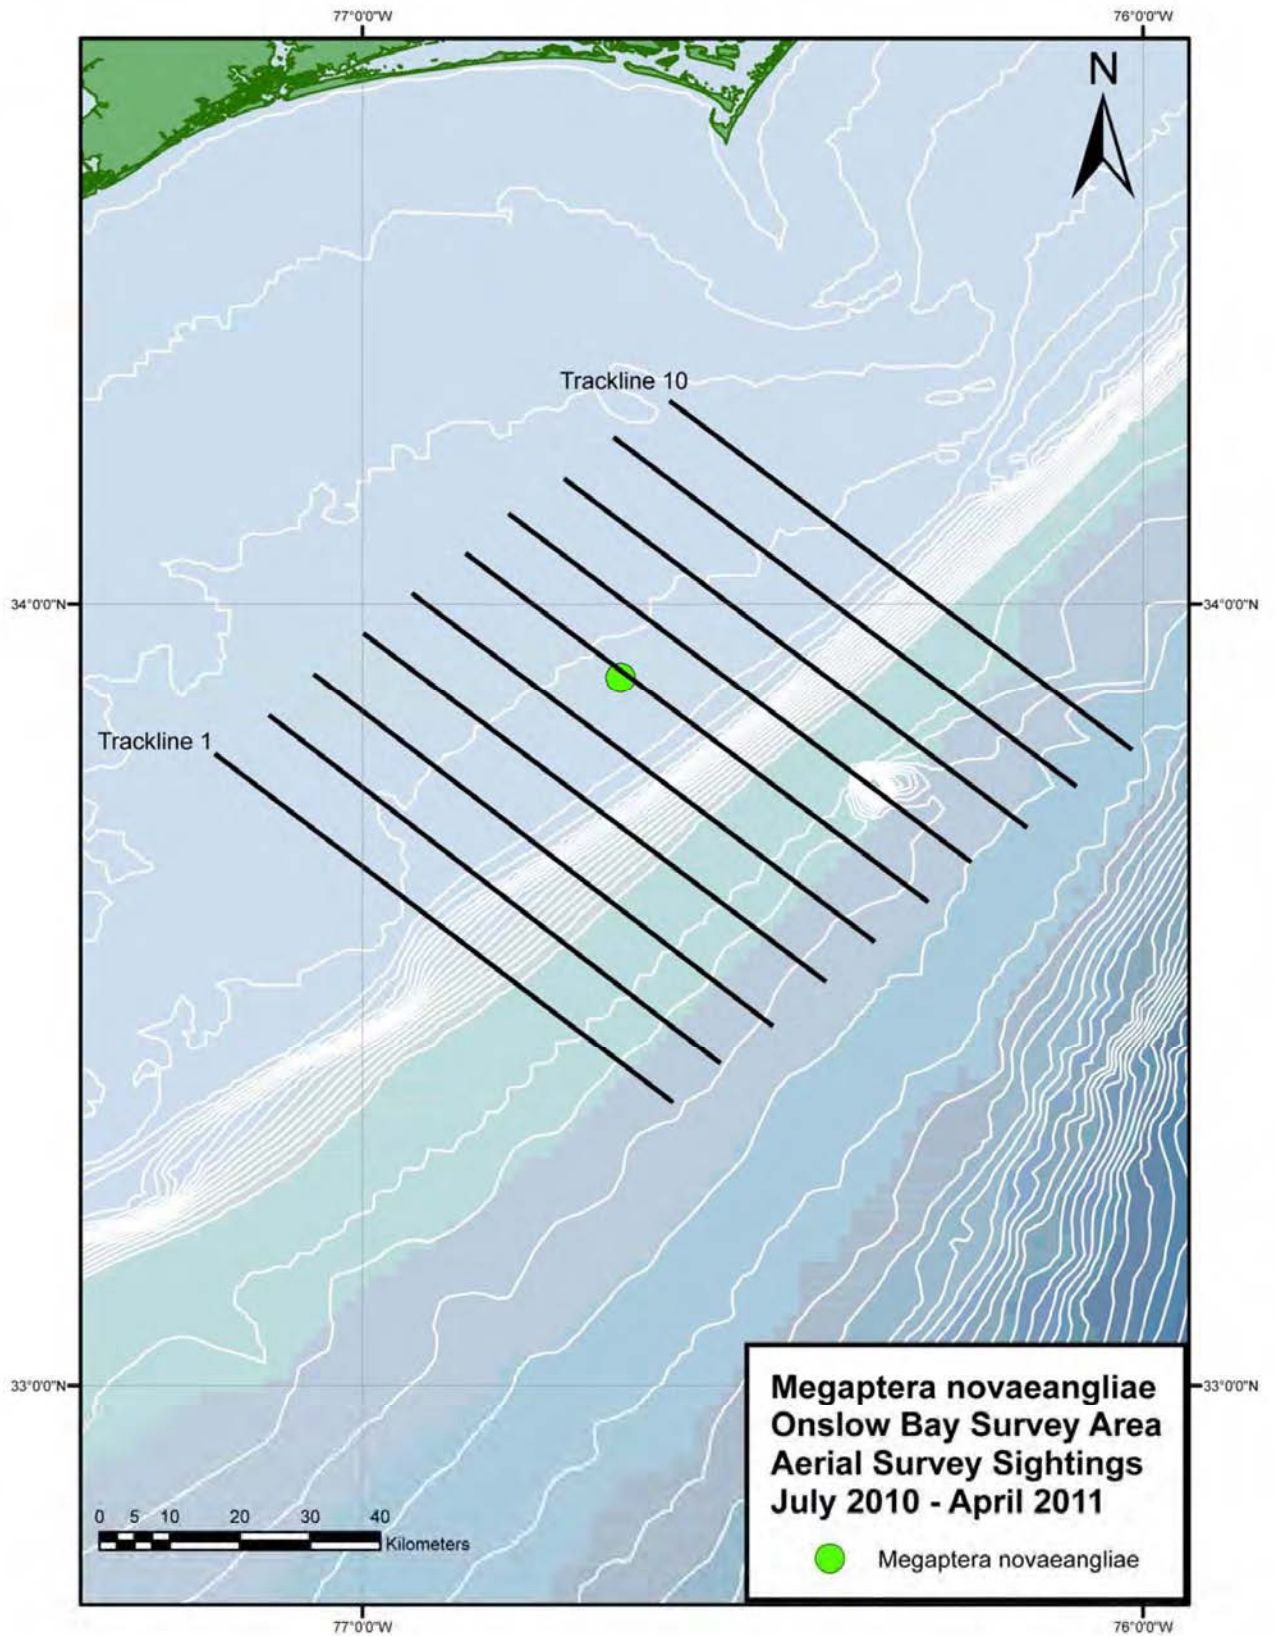 77°0'0"W 76°0'0"W
N
Trackline 10
34°0'0"N 34°0'0"N
Trackline 1
33°0'0"N 33°0'0"N
Megaptera novaeangliae
Onslow Bay Survey Area
Aerial Survey Sightings
July 2010 - April 2011
Megaptera novaeangliae
0 5 10 20 30 40
Kilometers
77°0'0"W 76°0'0"W